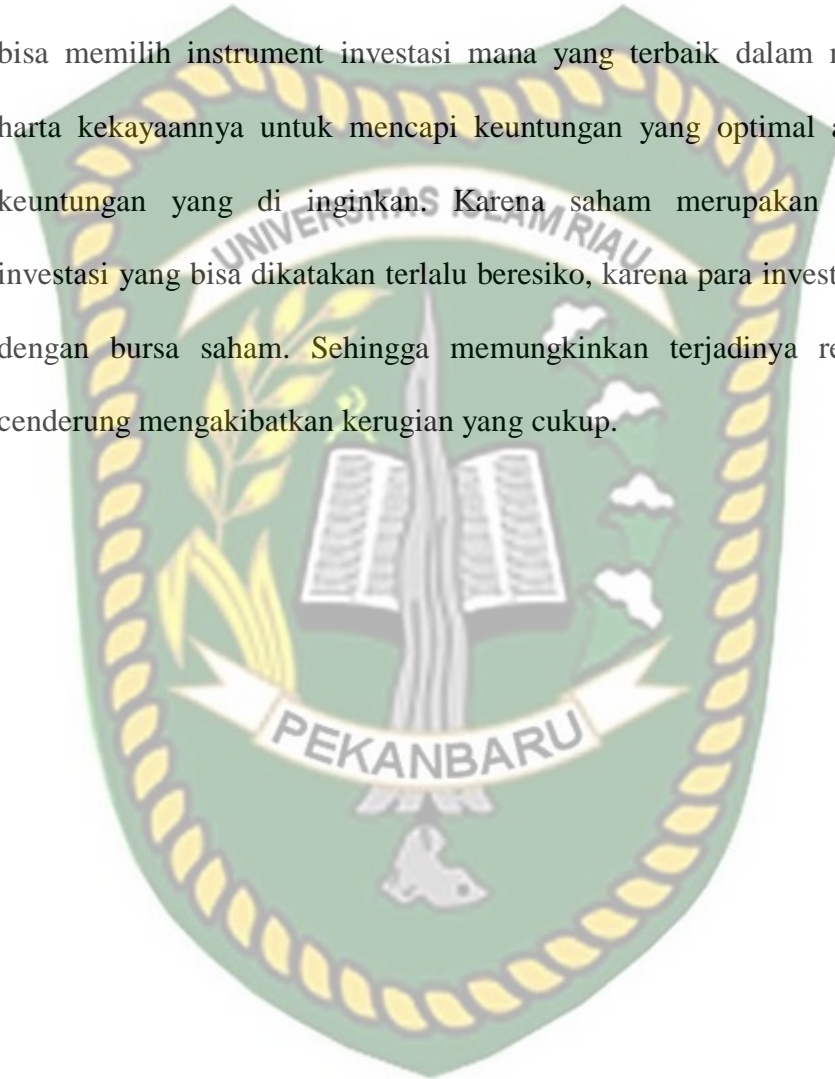 bisa memilih instrument investasi mana yang terbaik dalam
harta kekayaannya untuk mencapi keuntungan yang optimal
keuntungan yang di inginkan. Karena saham merupakan
UNIVERSITAS ISLAM RIAU
investasi yang bisa dikatakan terlalu beresiko, karena para invest
dengan bursa saham. Sehingga memungkinkan terjadinya re
cenderung mengakibatkan kerugian yang cukup.
PEKANBARU